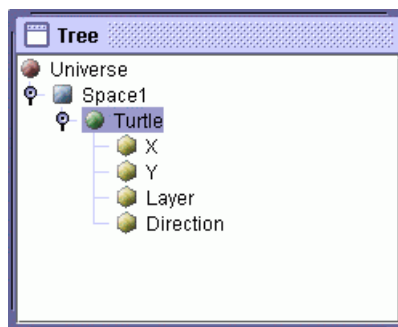 Tree
Universe
Space1
Turtle
X
Y
Layer
Direction